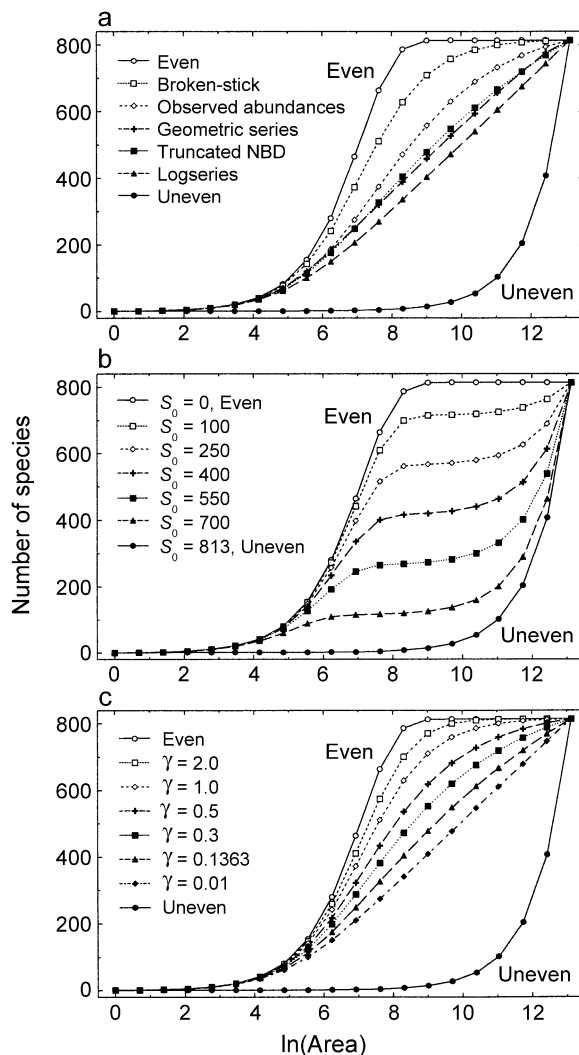 a
800
600
400
200
0
Even
Broken-stick
Observed abundances
Geometric series
Truncated NBD
Logseries
Uneven
Even
Uneven
0 2 4 6 8 10 12
b
800
600
400
200
0
S0 = 0, Even
S0 = 100
S0 = 250
S0 = 400
S0 = 550
S0 = 700
S0 = 813, Uneven
Even
Uneven
0 2 4 6 8 10 12
Number of species
c
800
600
400
200
0
Even
γ = 2.0
γ = 1.0
γ = 0.5
γ = 0.3
γ = 0.1363
γ = 0.01
Uneven
Even
Uneven
0 2 4 6 8 10 12
ln(Area)